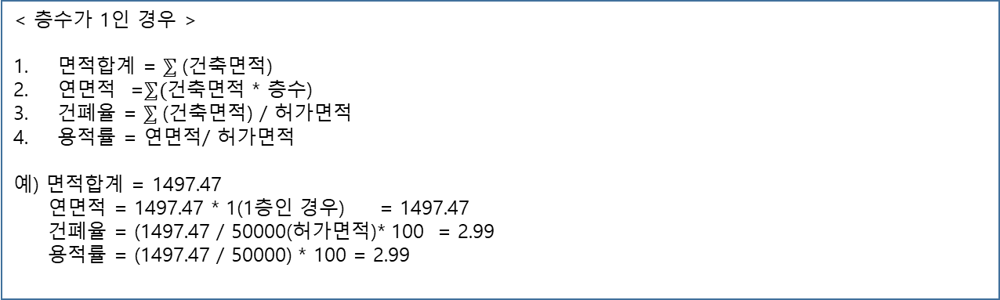 < 층수가 1인 경우 >
1. 면적합계 = ∑ (건축면적)
2. 연면적 =∑(건축면적 * 층수)
3. 건폐율 = ∑ (건축면적) / 허가면적
4. 용적률 = 연면적/ 허가면적
예) 면적합계 = 1497.47
연면적 = 1497.47 * 1(1층인 경우) = 1497.47
건폐율 = (1497.47 / 50000(허가면적)* 100 = 2.99
용적률 = (1497.47 / 50000) * 100 = 2.99